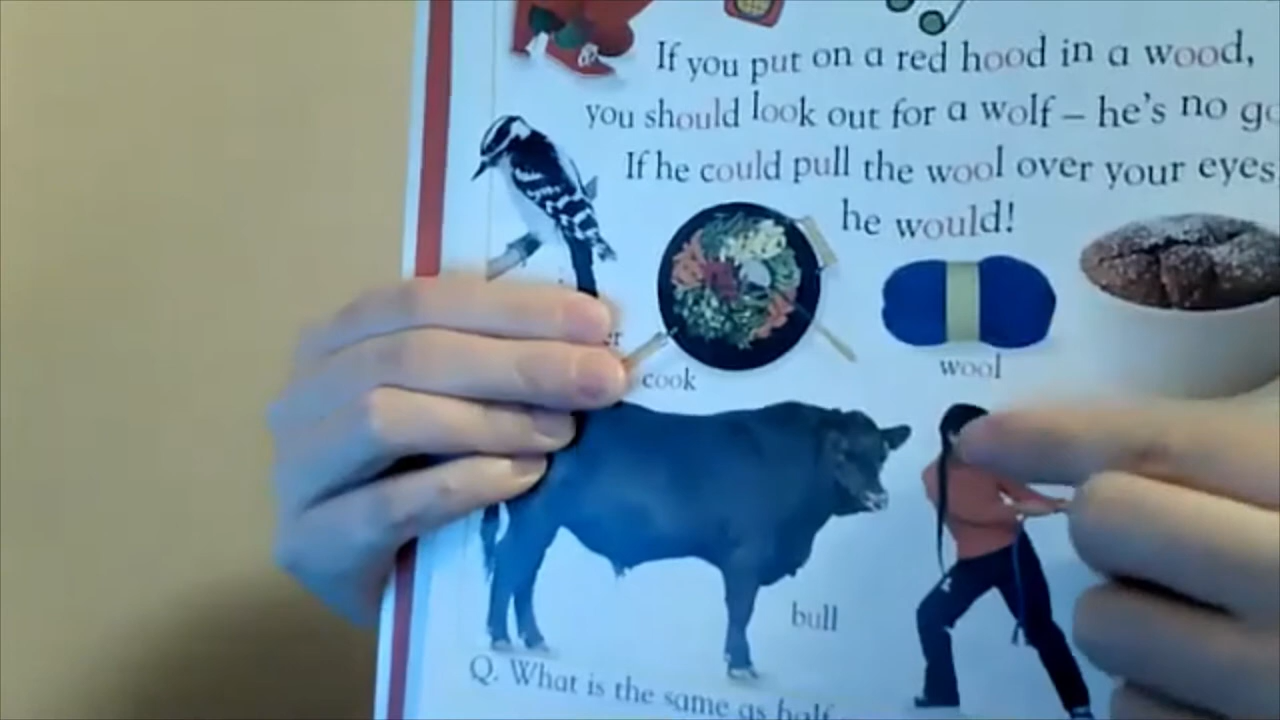 If you put on a red hood in a wood,
you should look out for a wolf – he's no
If he could pull the wool over your eyes
he would!
cook
wool
bull
Q. What is the same as half